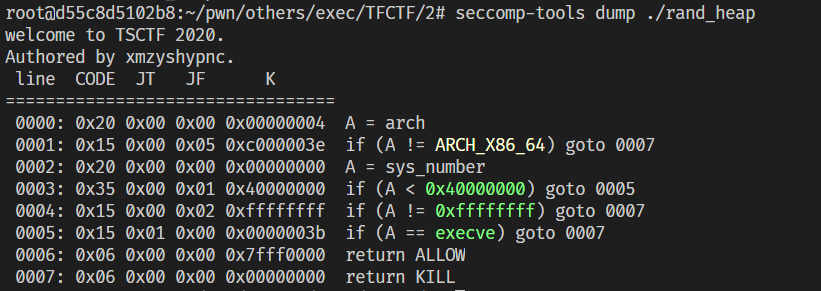 root@d55c8d5102b8:~/pwn/others/exec/TFCTF/2# seccomp-tools dump ./rand_heap
welcome to TSCTF 2020.
Authored by xmzyshypnc.
 line  CODE  JT   JF      K
=================================
 0000: 0x20 0x00 0x00 0x00000004  A = arch
 0001: 0x15 0x00 0x05 0xc000003e  if (A != ARCH_X86_64) goto 0007
 0002: 0x20 0x00 0x00 0x00000000  A = sys_number
 0003: 0x35 0x00 0x01 0x40000000  if (A < 0x40000000) goto 0005
 0004: 0x15 0x00 0x02 0xffffffff  if (A != 0xffffffff) goto 0007
 0005: 0x15 0x01 0x00 0x0000003b  if (A == execve) goto 0007
 0006: 0x06 0x00 0x00 0x7fff0000  return ALLOW
 0007: 0x06 0x00 0x00 0x00000000  return KILL